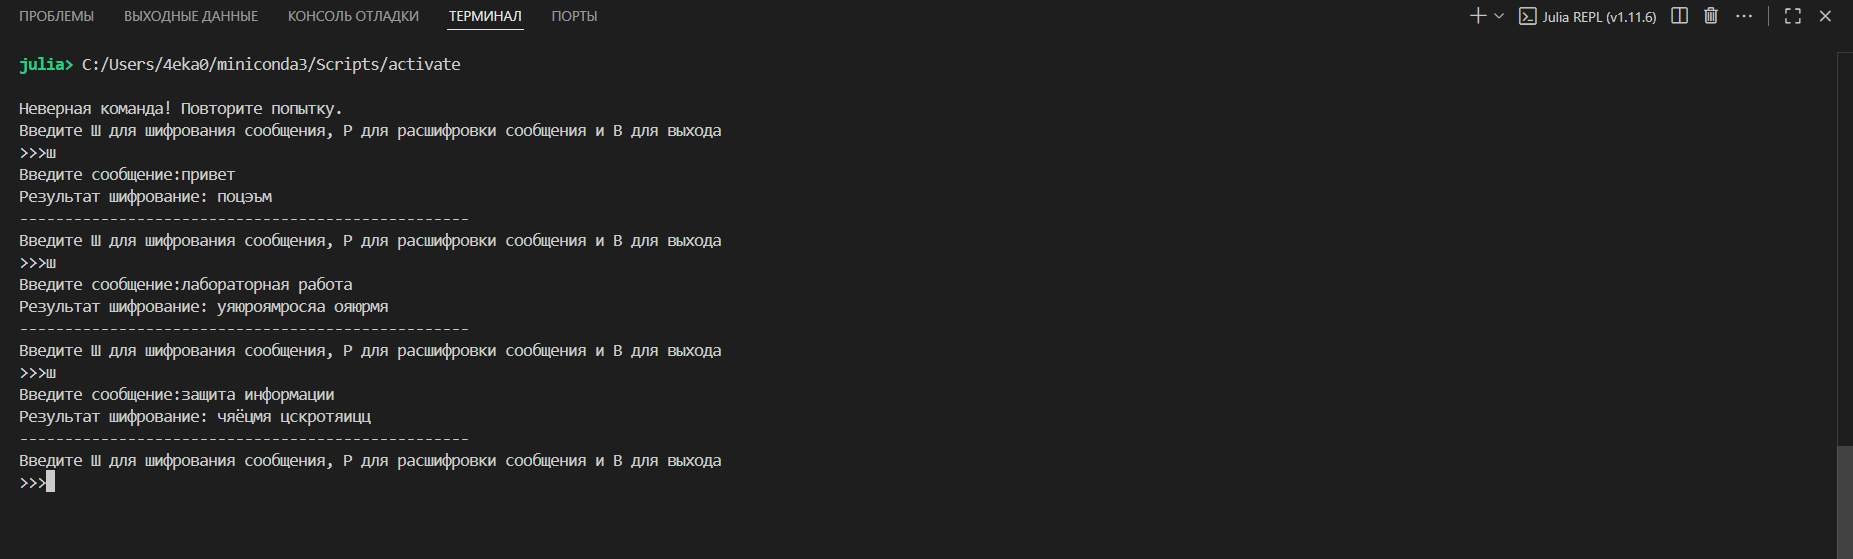 ПРОБЛЕМЫ ВЫХОДНЫЕ ДАННЫЕ КОНСОЛЬ ОТЛАДКИ ТЕРМИНАЛ ПОРТЫ Julia REPL (v1.11.6)
julia> C:/Users/4eka0/miniconda3/Scripts/activate
Неверная команда! Повторите попытку.
Введите Ш для шифрования сообщения, Р для расшифровки сообщения и В для выхода
>>>ш
Введите сообщение:привет
Результат шифрование: поцэъм
--------------------------------------------------
Введите Ш для шифрования сообщения, Р для расшифровки сообщения и В для выхода
>>>ш
Введите сообщение:лабораторная работа
Результат шифрование: уяюроямросяа ояюрмя
--------------------------------------------------
Введите Ш для шифрования сообщения, Р для расшифровки сообщения и В для выхода
>>>ш
Введите сообщение:защита информации
Результат шифрование: чяёцмя цскротяицц
--------------------------------------------------
Введите Ш для шифрования сообщения, Р для расшифровки сообщения и В для выхода
>>>